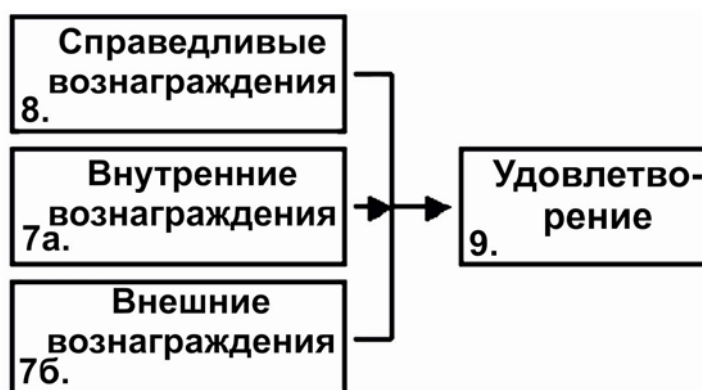 Справедливые
вознаграждения
8.
Внутренние
вознаграждения
7а.
Внешние
вознаграждения
7б.
Удовлетво-
рение
9.